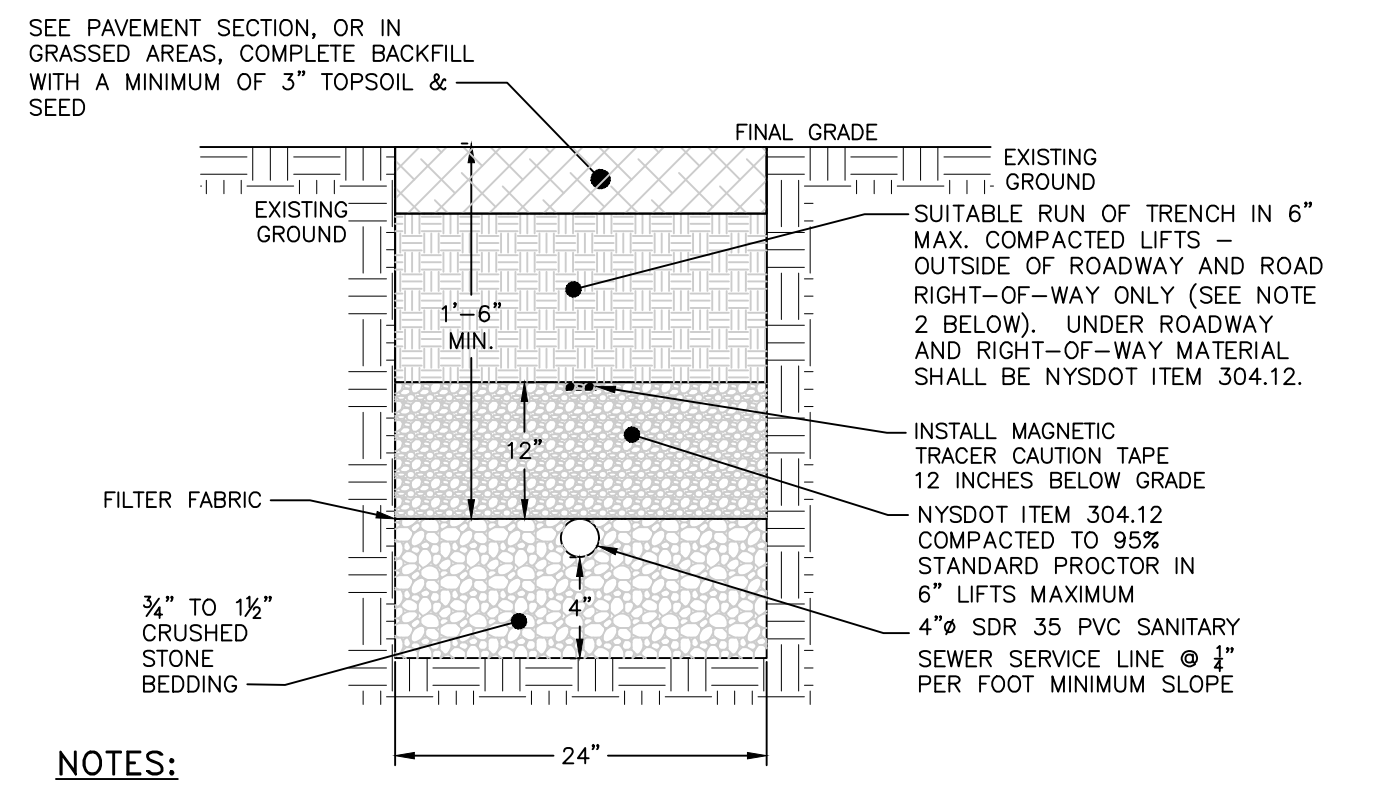 SEE PAVEMENT SECTION, OR IN
GRASSED AREAS, COMPLETE BACKFILL
WITH A MINIMUM OF 3" TOPSOIL &
SEED
FINAL GRADE
EXISTING
GROUND
EXISTING
GROUND
SUITABLE RUN OF TRENCH IN 6"
MAX. COMPACTED LIFTS –
OUTSIDE OF ROADWAY AND ROAD
RIGHT–OF–WAY ONLY (SEE NOTE
2 BELOW). UNDER ROADWAY
AND RIGHT–OF–WAY MATERIAL
SHALL BE NYSDOT ITEM 304.12.
1'–6"
MIN.
INSTALL MAGNETIC
TRACER CAUTION TAPE
12 INCHES BELOW GRADE
12"
FILTER FABRIC
NYSDOT ITEM 304.12
COMPACTED TO 95%
STANDARD PROCTOR IN
6" LIFTS MAXIMUM
4"
¾" TO 1½"
CRUSHED
STONE
BEDDING
4"ø SDR 35 PVC SANITARY
SEWER SERVICE LINE @ ¼"
PER FOOT MINIMUM SLOPE
24"
NOTES: